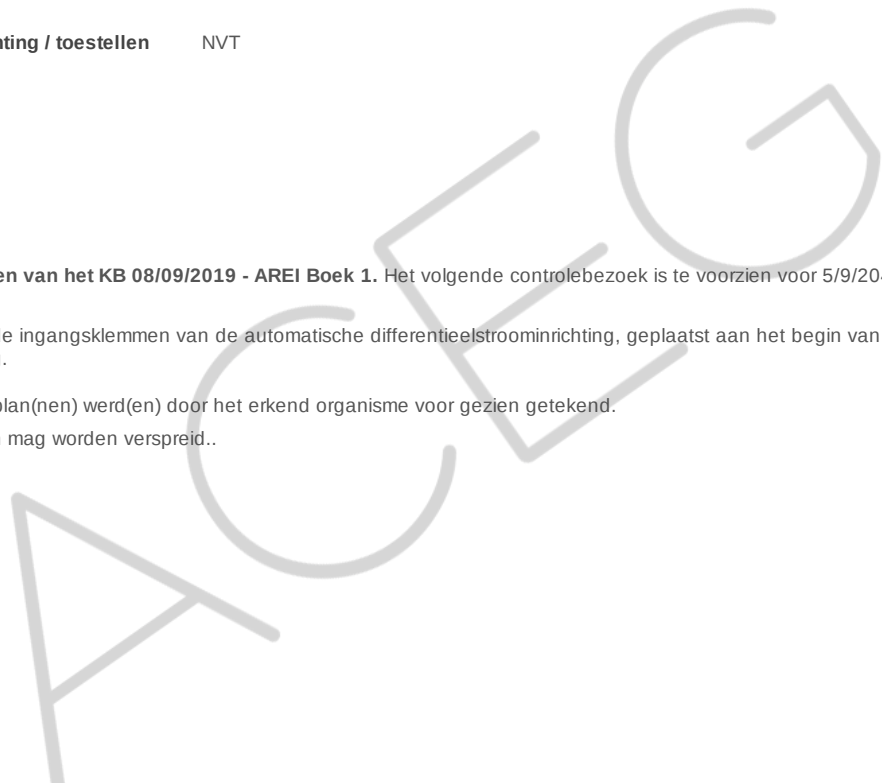 nting / toestellen NVT
en van het KB 08/09/2019 - AREI Boek 1. Het volgende controlebezoek is te voorzien voor 5/9/204
e ingangsklemmen van de automatische differentieelstroominrichting, geplaatst aan het begin van
.
plan(nen) werd(en) door het erkend organisme voor gezien getekend.
mag worden verspreid..
ACEG